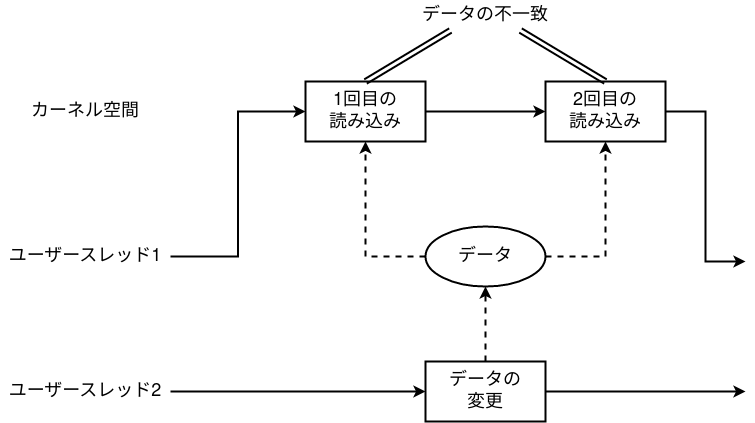 データの不一致
カーネル空間
1回目の
読み込み
2回目の
読み込み
ユーザースレッド1
データ
ユーザースレッド2
データの
変更